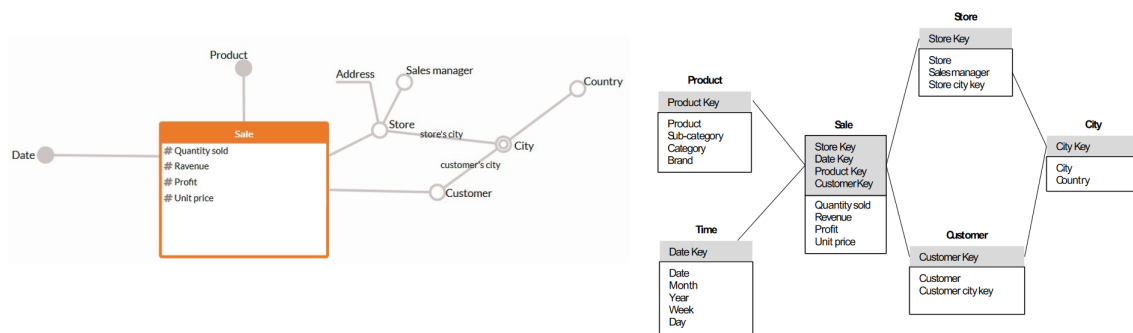 Product
Address
Sales manager
Country
Store
store's city
City
customer's city
Customer
Date
Sale
# Quantity sold
# Ravenue
# Profit
# Unit price
Store
Store Key
Store
Sales manager
Store city key
Product
Product Key
Product
Sub-category
Category
Brand
Sale
Store Key
Date Key
Product Key
Customer Key
Quantity sold
Revenue
Profit
Unit price
City
City Key
City
Country
Time
Date Key
Date
Month
Year
Week
Day
Customer
Customer Key
Customer
Customer city key